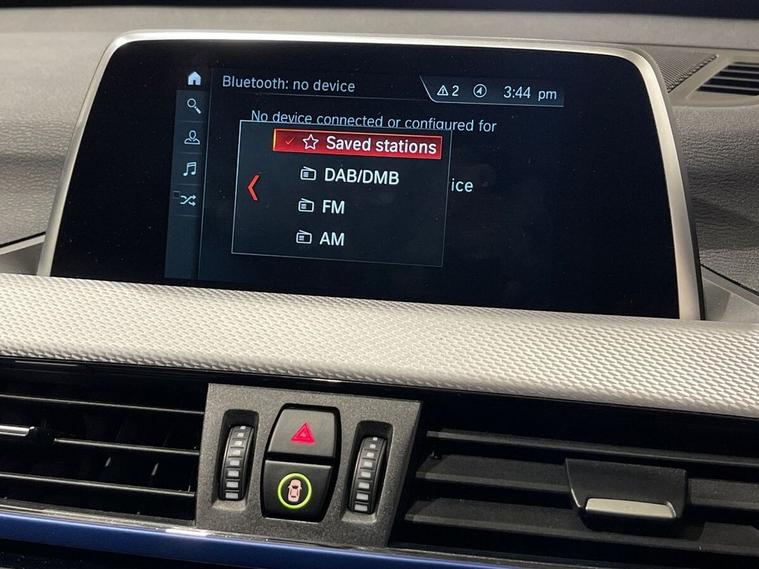 Bluetooth: no device
2
3:44 pm
No device connected or configured for
ice
Saved stations
DAB/DMB
FM
AM